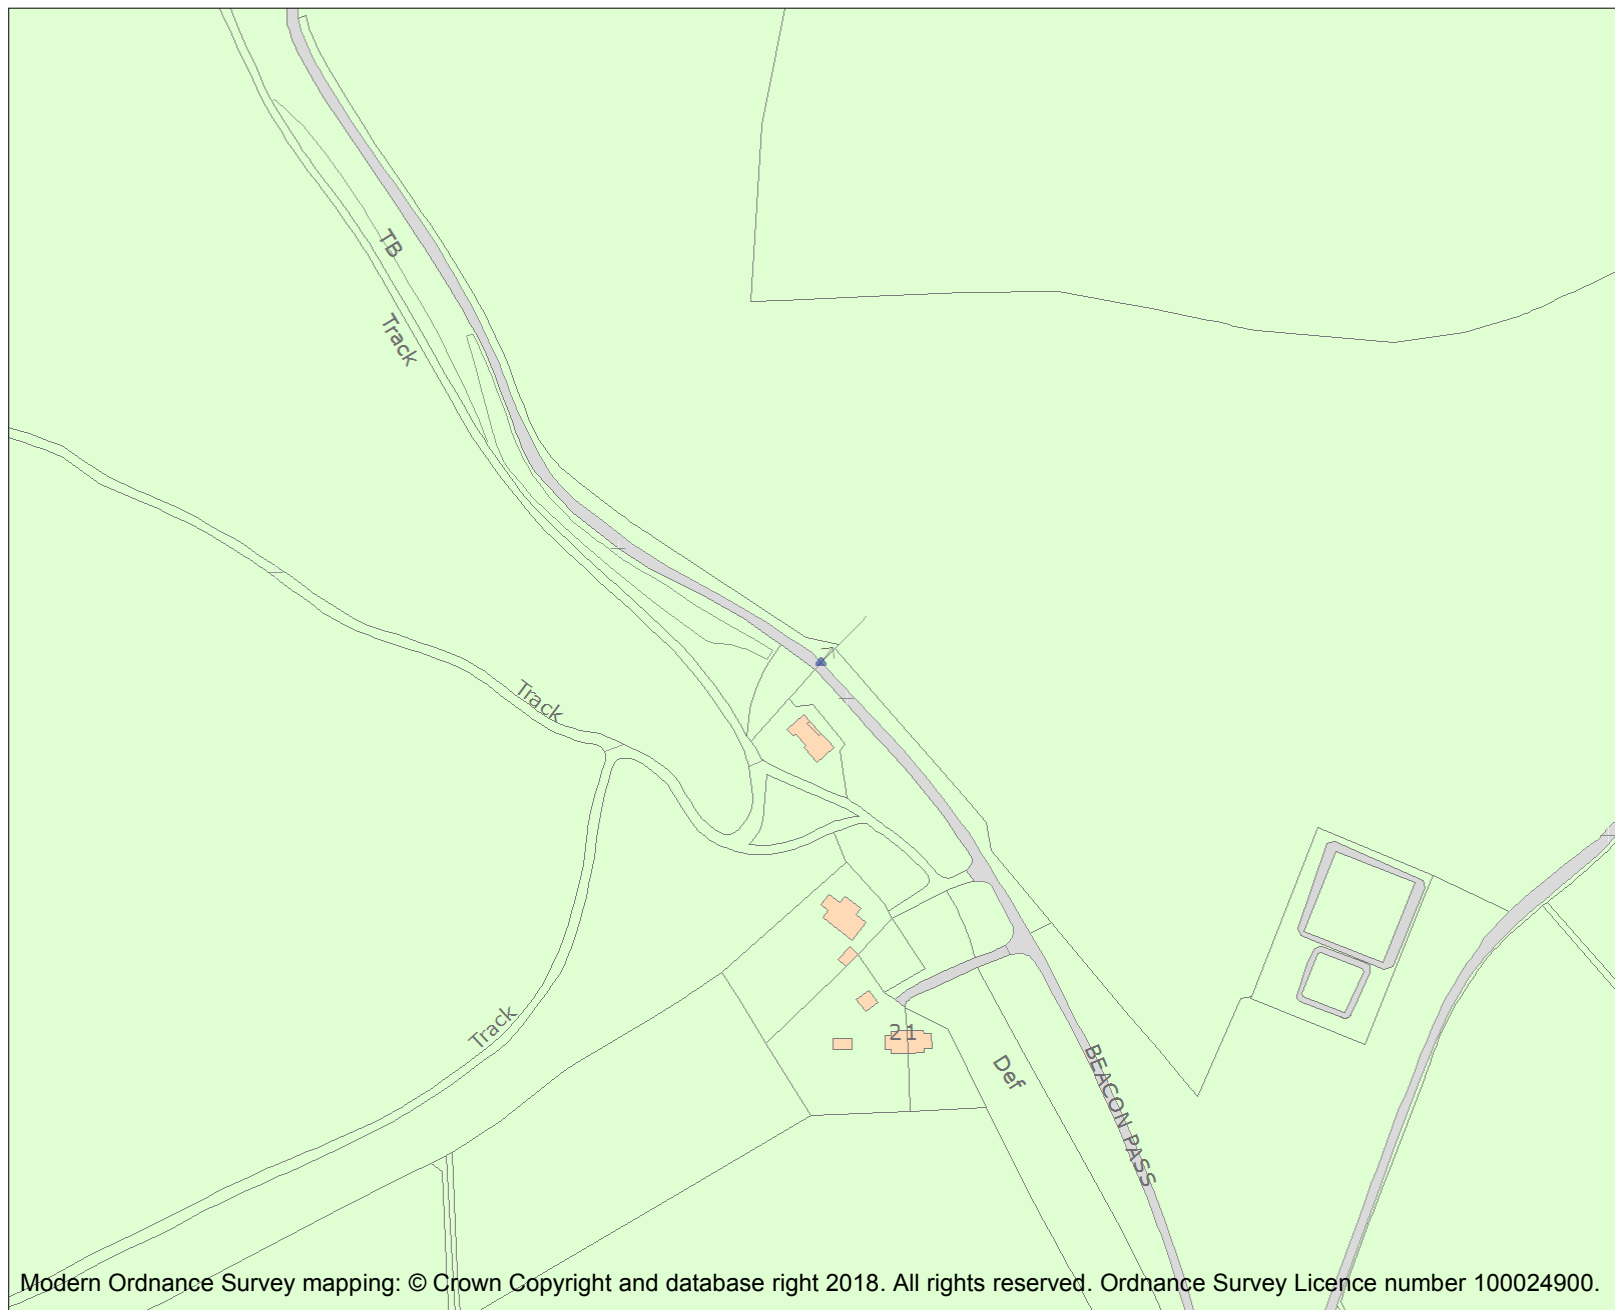 TB
Track
Track
Track
21
Def
BEACON PASS
Modern Ordnance Survey mapping: © Crown Copyright and database right 2018. All rights reserved. Ordnance Survey Licence number 100024900.